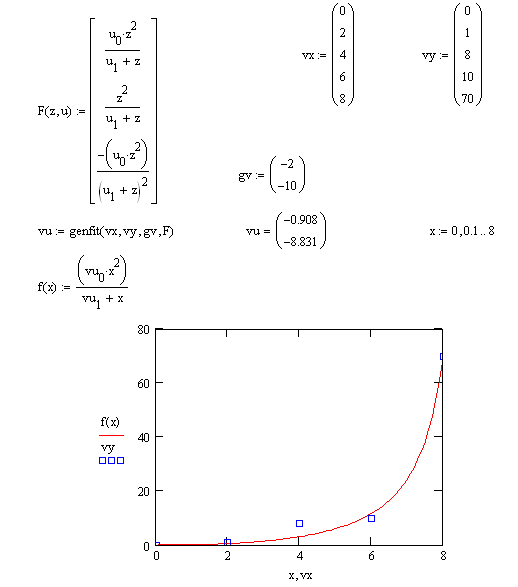 vx := (0 2 4 6 8)
vy := (0 1 8 10 70)
F(z,u) := [ u₀·z² / (u₁ + z)
z² / (u₁ + z)
-(u₀·z²) / (u₁ + z)² ]
gv := (-2 -10)
vu := genfit(vx,vy,gv,F)
vu = (-0.908 -8.831)
x := 0,0.1..8
f(x) := (vu₀·x²) / (vu₁ + x)
80
60
f(x)
vy
40
20
0
0 2 4 6 8
x,vx